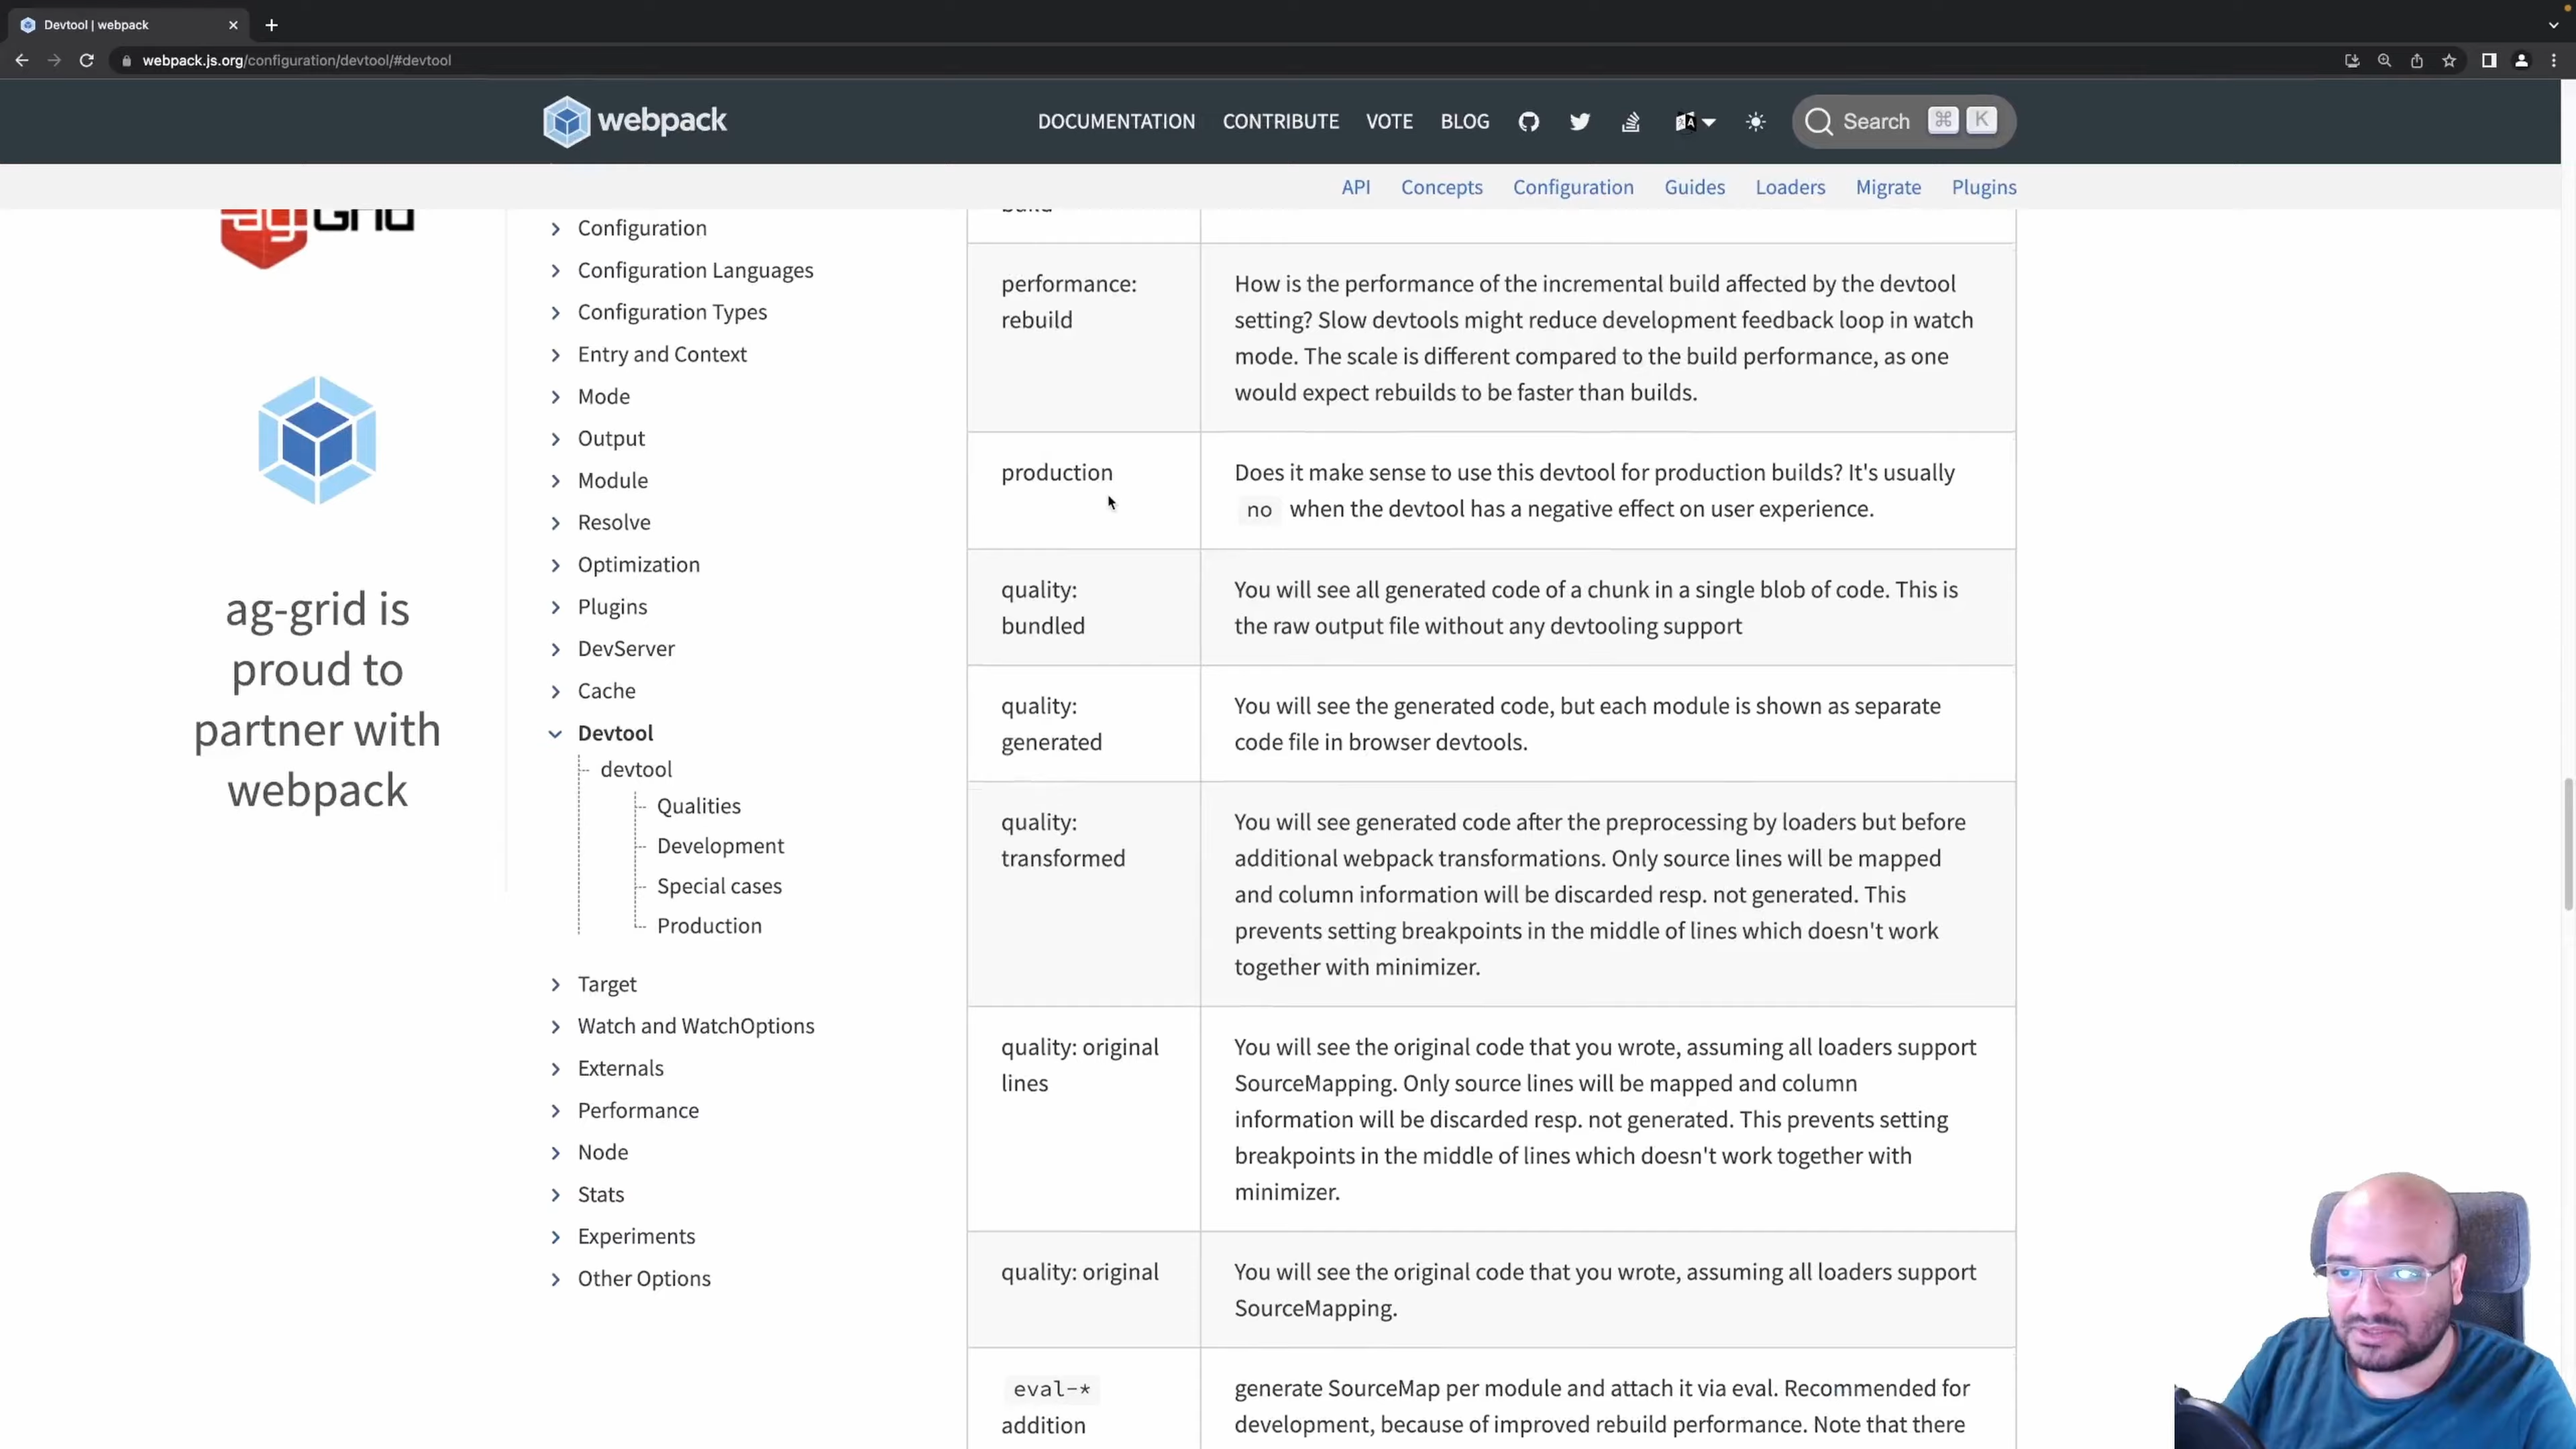 Devtool | webpack
webpack.js.org/configuration/devtool/#devtool
webpack
DOCUMENTATION CONTRIBUTE VOTE BLOG Search ⌘ K
API Concepts Configuration Guides Loaders Migrate Plugins
ag Grid
ag-grid is
proud to
partner with
webpack
Configuration
Configuration Languages
Configuration Types
Entry and Context
Mode
Output
Module
Resolve
Optimization
Plugins
DevServer
Cache
Devtool
devtool
Qualities
Development
Special cases
Production
Target
Watch and WatchOptions
Externals
Performance
Node
Stats
Experiments
Other Options
build
performance:
rebuild
How is the performance of the incremental build affected by the devtool
setting? Slow devtools might reduce development feedback loop in watch
mode. The scale is different compared to the build performance, as one
would expect rebuilds to be faster than builds.
production
Does it make sense to use this devtool for production builds? It's usually
no when the devtool has a negative effect on user experience.
quality:
bundled
You will see all generated code of a chunk in a single blob of code. This is
the raw output file without any devtooling support
quality:
generated
You will see the generated code, but each module is shown as separate
code file in browser devtools.
quality:
transformed
You will see generated code after the preprocessing by loaders but before
additional webpack transformations. Only source lines will be mapped
and column information will be discarded resp. not generated. This
prevents setting breakpoints in the middle of lines which doesn't work
together with minimizer.
quality: original
lines
You will see the original code that you wrote, assuming all loaders support
SourceMapping. Only source lines will be mapped and column
information will be discarded resp. not generated. This prevents setting
breakpoints in the middle of lines which doesn't work together with
minimizer.
quality: original
You will see the original code that you wrote, assuming all loaders support
SourceMapping.
eval-*
addition
generate SourceMap per module and attach it via eval. Recommended for
development, because of improved rebuild performance. Note that there